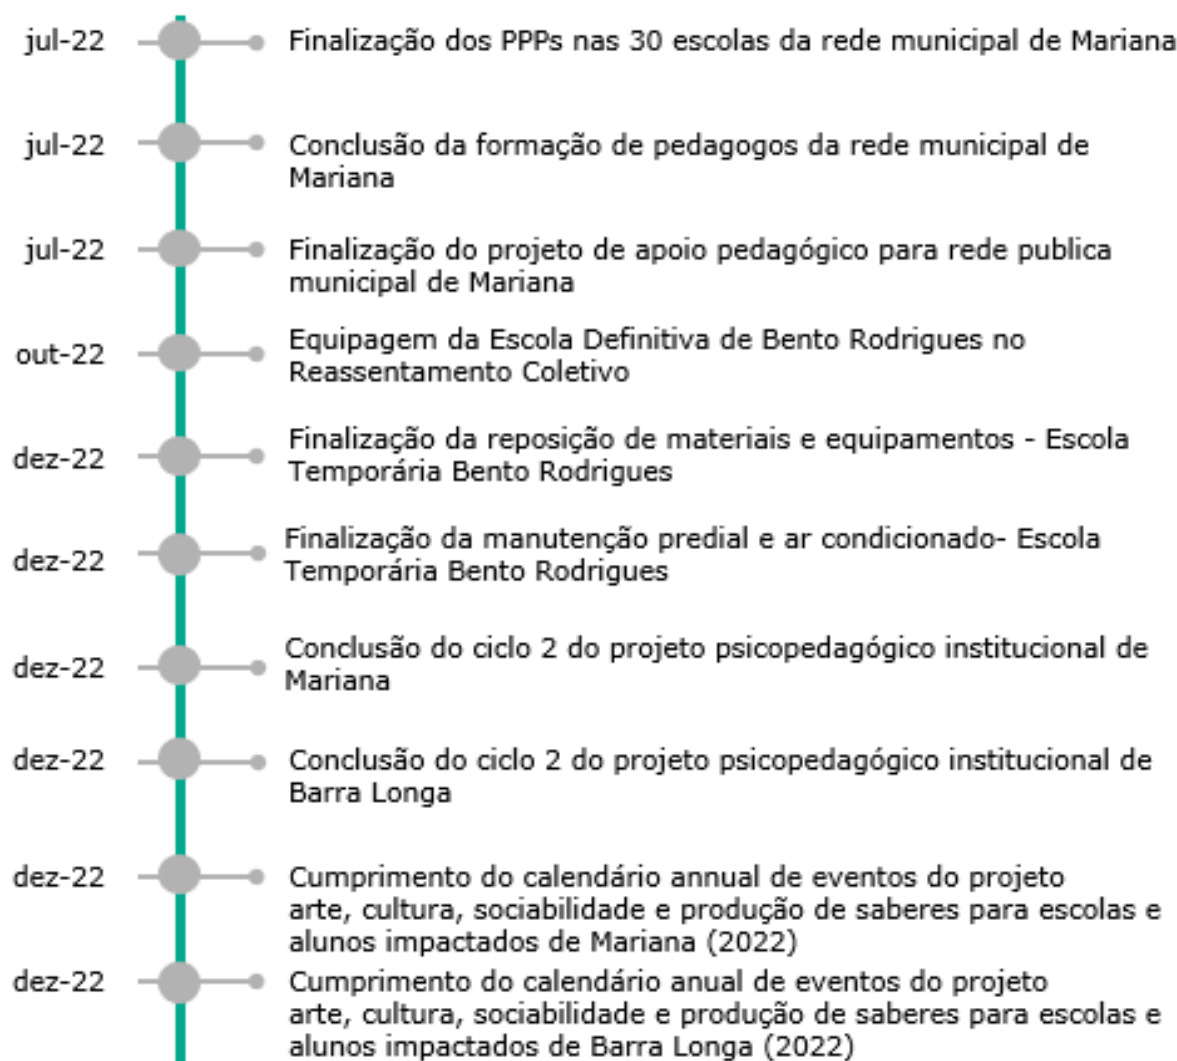 jul-22
Finalização dos PPPs nas 30 escolas da rede municipal de Mariana
jul-22
Conclusão da formação de pedagogos da rede municipal de
Mariana
jul-22
Finalização do projeto de apoio pedagógico para rede publica
municipal de Mariana
out-22
Equipagem da Escola Definitiva de Bento Rodrigues no
Reassentamento Coletivo
dez-22
Finalização da reposição de materiais e equipamentos - Escola
Temporária Bento Rodrigues
dez-22
Finalização da manutenção predial e ar condicionado- Escola
Temporária Bento Rodrigues
dez-22
Conclusão do ciclo 2 do projeto psicopedagógico institucional de
Mariana
dez-22
Conclusão do ciclo 2 do projeto psicopedagógico institucional de
Barra Longa
dez-22
Cumprimento do calendário annual de eventos do projeto
arte, cultura, sociabilidade e produção de saberes para escolas e
alunos impactados de Mariana (2022)
dez-22
Cumprimento do calendário anual de eventos do projeto
arte, cultura, sociabilidade e produção de saberes para escolas e
alunos impactados de Barra Longa (2022)